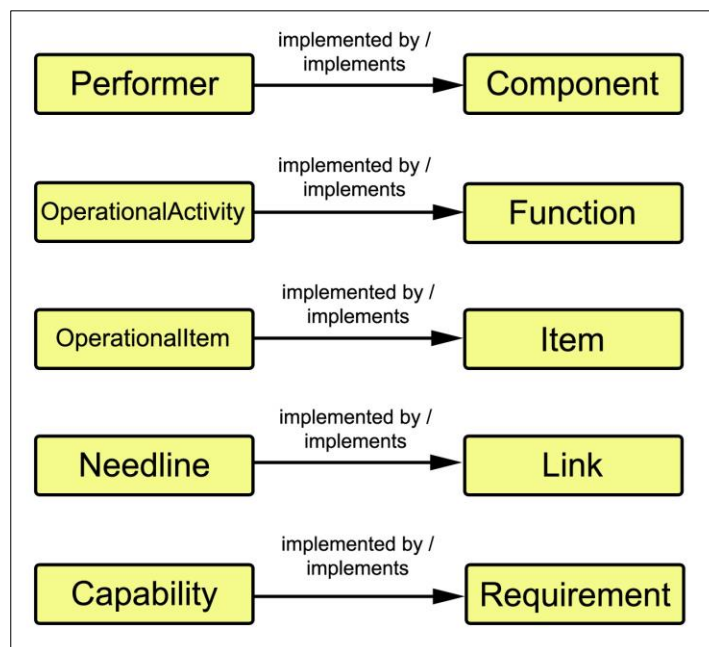 implemented by /
implements
Performer
Component
implemented by /
implements
OperationalActivity
Function
implemented by /
implements
OperationalItem
Item
implemented by /
implements
Needline
Link
implemented by /
implements
Capability
Requirement